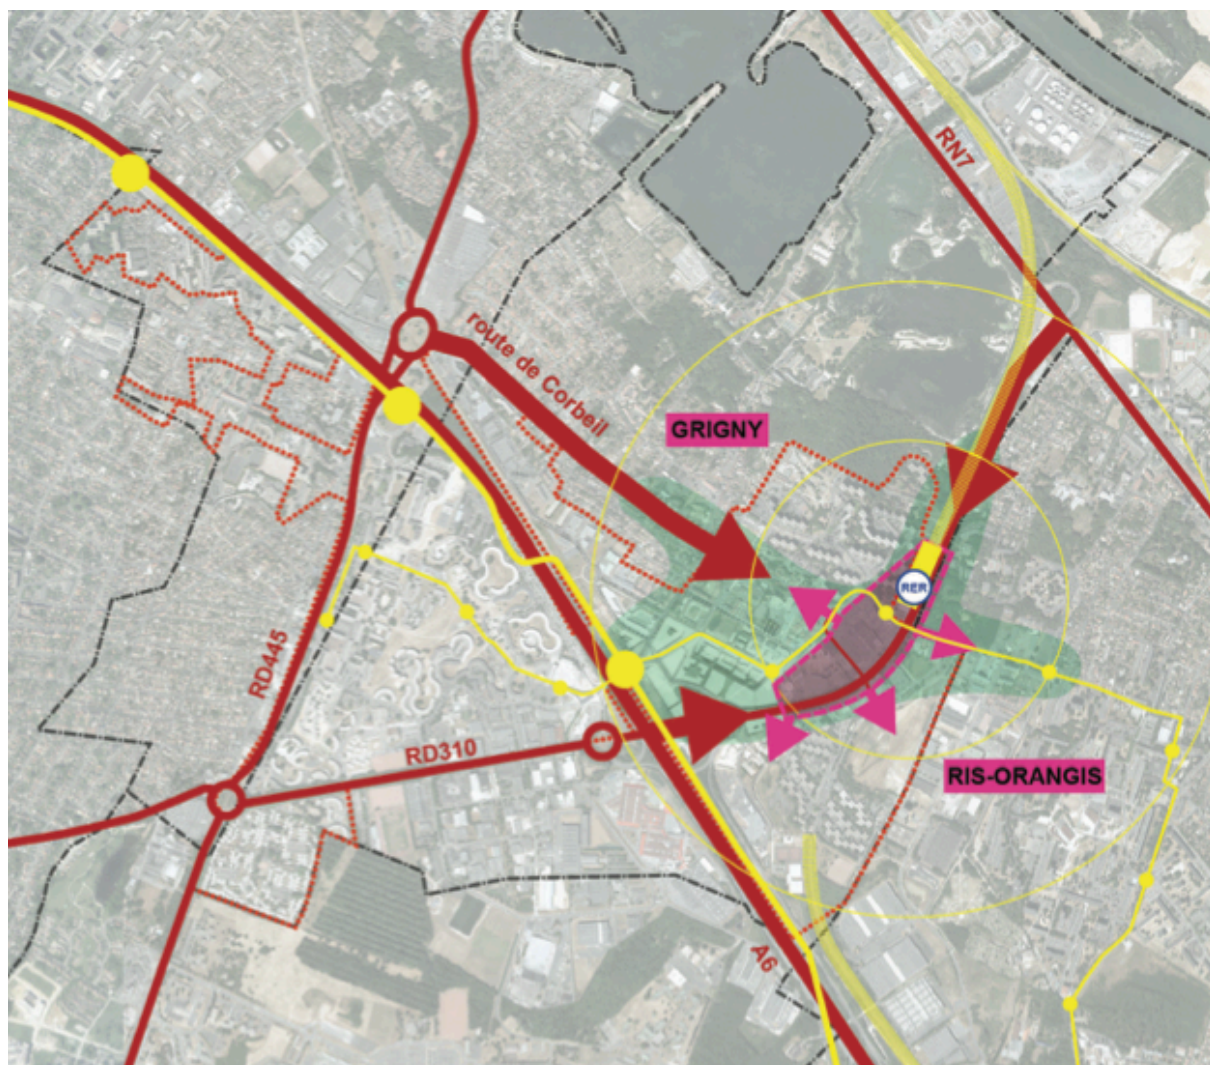 RN7
route de Corbeil
GRIGNY
RER
RD445
RD310
RIS-ORANGIS
A6